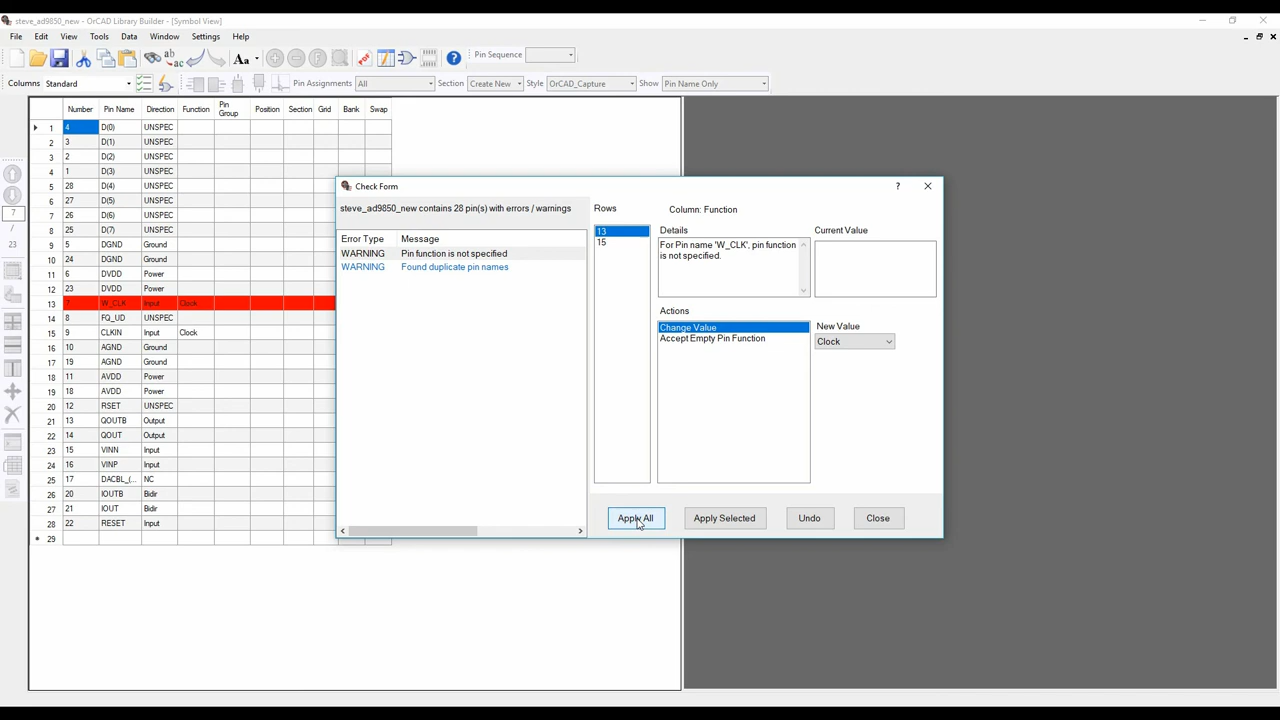 steve_ad9850_new - OrCAD Library Builder - [Symbol View]
File Edit View Tools Data Window Settings Help
Aa Pin Sequence
Columns Standard Pin Assignments All Section Create New Style OrCAD_Capture Show Pin Name Only
Number Pin Name Direction Function Pin Group Position Section Grid Bank Swap
1 4 D(0) UNSPEC
2 3 D(1) UNSPEC
3 2 D(2) UNSPEC
4 1 D(3) UNSPEC
5 28 D(4) UNSPEC
6 27 D(5) UNSPEC
7 26 D(6) UNSPEC
8 25 D(7) UNSPEC
9 5 DGND Ground
10 24 DGND Ground
11 6 DVDD Power
12 23 DVDD Power
13 7 W_CLK Input Clock
14 8 FQ_UD UNSPEC
15 9 CLKIN Input Clock
16 10 AGND Ground
17 19 AGND Ground
18 11 AVDD Power
19 18 AVDD Power
20 12 RSET UNSPEC
21 13 QOUTB Output
22 14 QOUT Output
23 15 VINN Input
24 16 VINP Input
25 17 DACBL_(... NC
26 20 IOUTB Bidir
27 21 IOUT Bidir
28 22 RESET Input
* 29
7
/
23
Check Form
?
steve_ad9850_new contains 28 pin(s) with errors / warnings
Error Type Message
WARNING Pin function is not specified
WARNING Found duplicate pin names
Rows
13
15
Column: Function
Details
For Pin name 'W_CLK', pin function
is not specified.
Current Value
Actions
Change Value
Accept Empty Pin Function
New Value
Clock
Apply All Apply Selected Undo Close